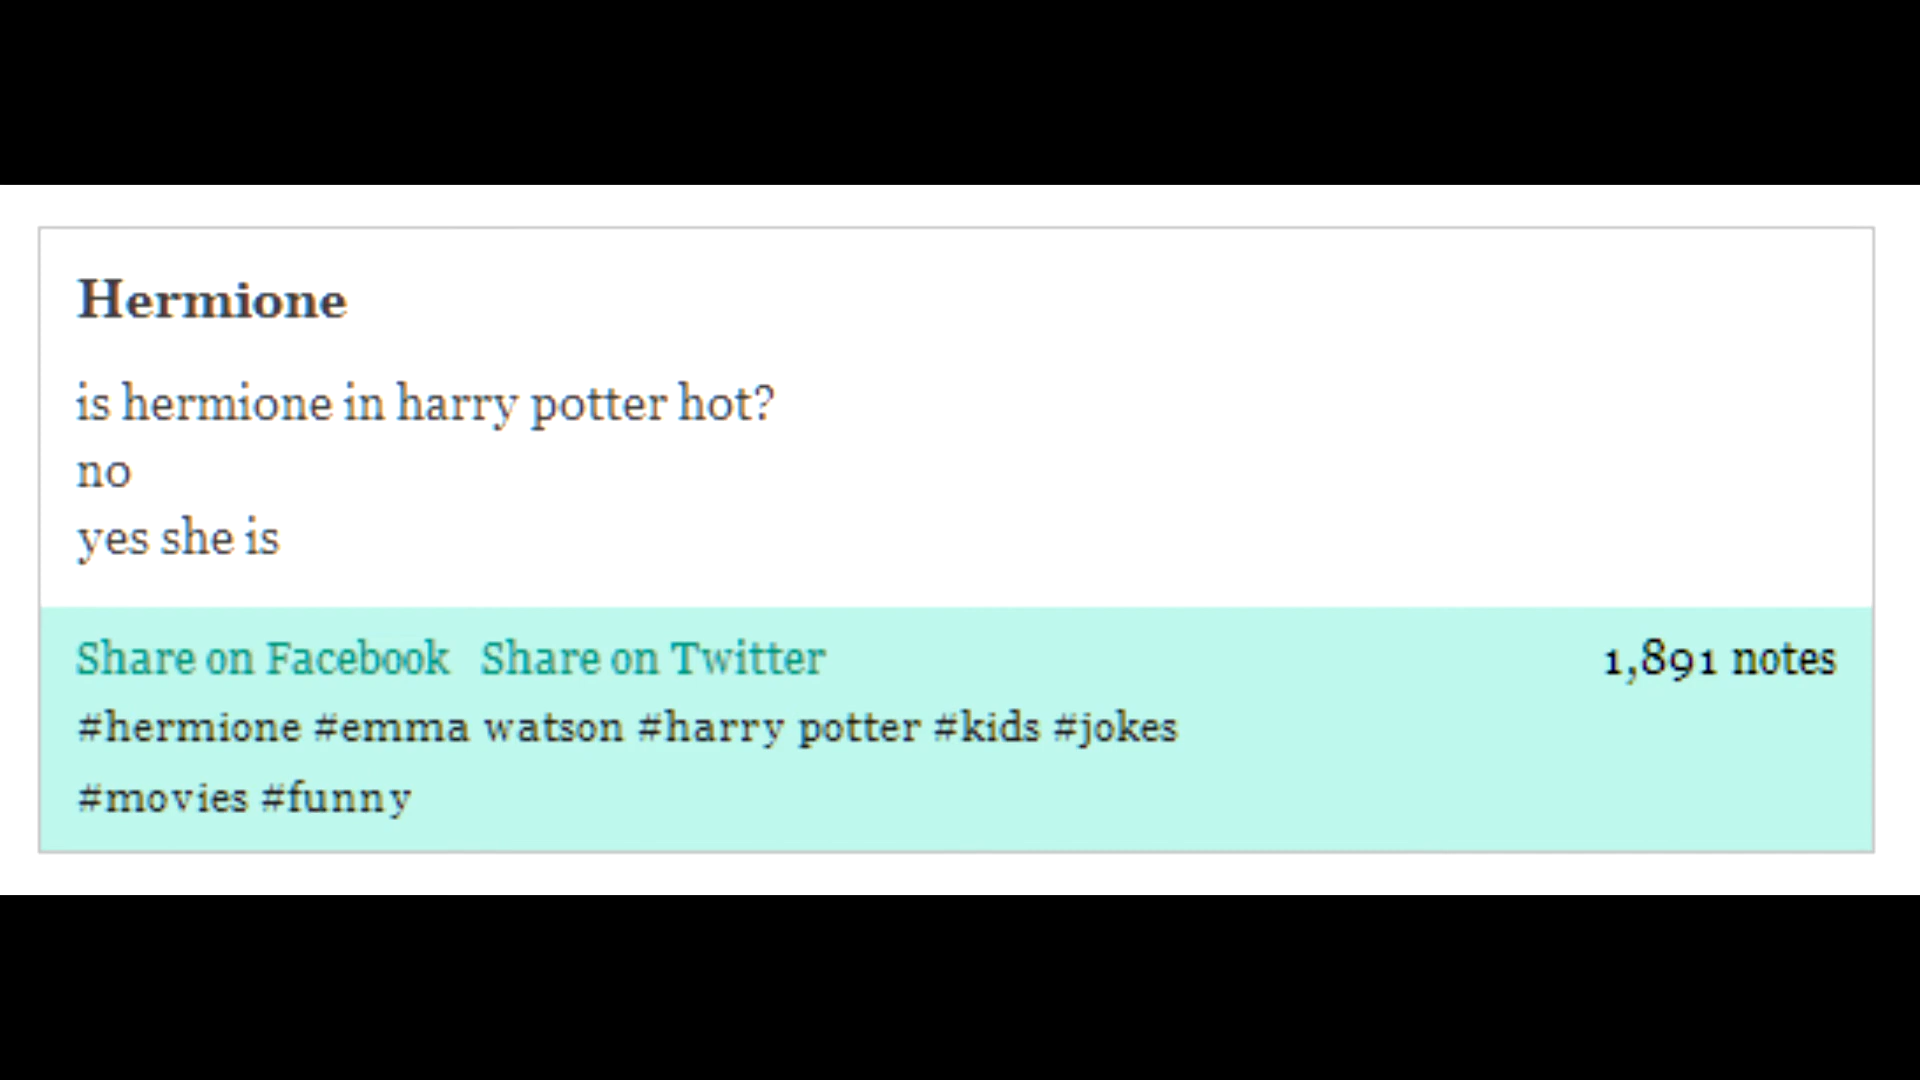 Hermione
is hermione in harry potter hot?
no
yes she is
Share on Facebook Share on Twitter 1,891 notes
#hermione #emma watson #harry potter #kids #jokes
#movies #funny